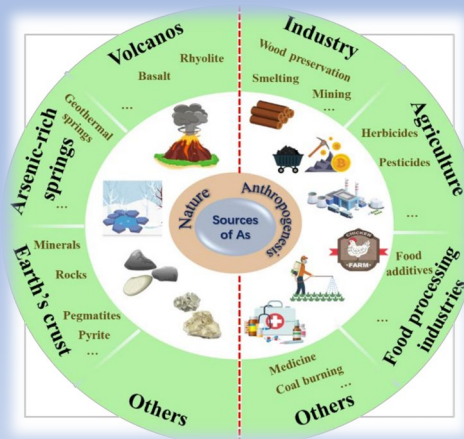 Volcanos
Rhyolite
Basalt
...
Arsenic-rich
springs
Geothermal
springs
...
Earth's crust
Minerals
Rocks
Pegmatites
Pyrite
...
Others
Industry
Wood preservation
Smelting
Mining
...
Agriculture
Herbicides
Pesticides
...
Food processing
industries
Food
additives
...
Others
Medicine
Coal burning
...
Nature
Anthropogenesis
Sources
of As
CHICKEN
FARM